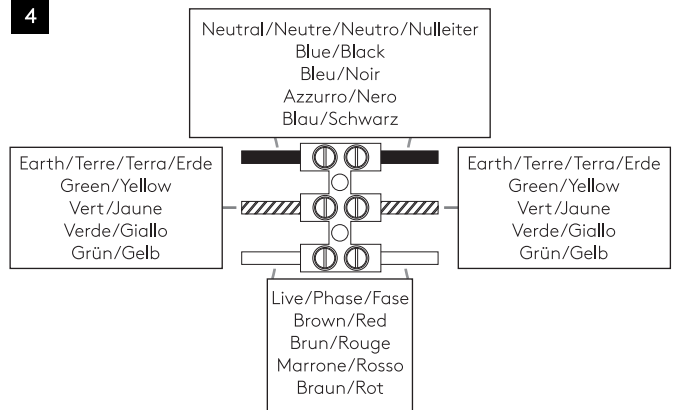 4
Neutral/Neutre/Neutro/Nulleiter
Blue/Black
Bleu/Noir
Azzurro/Nero
Blau/Schwarz
Earth/Terre/Terra/Erde
Green/Yellow
Vert/Jaune
Verde/Giallo
Grün/Gelb
Earth/Terre/Terra/Erde
Green/Yellow
Vert/Jaune
Verde/Giallo
Grün/Gelb
Live/Phase/Fase
Brown/Red
Brun/Rouge
Marrone/Rosso
Braun/Rot